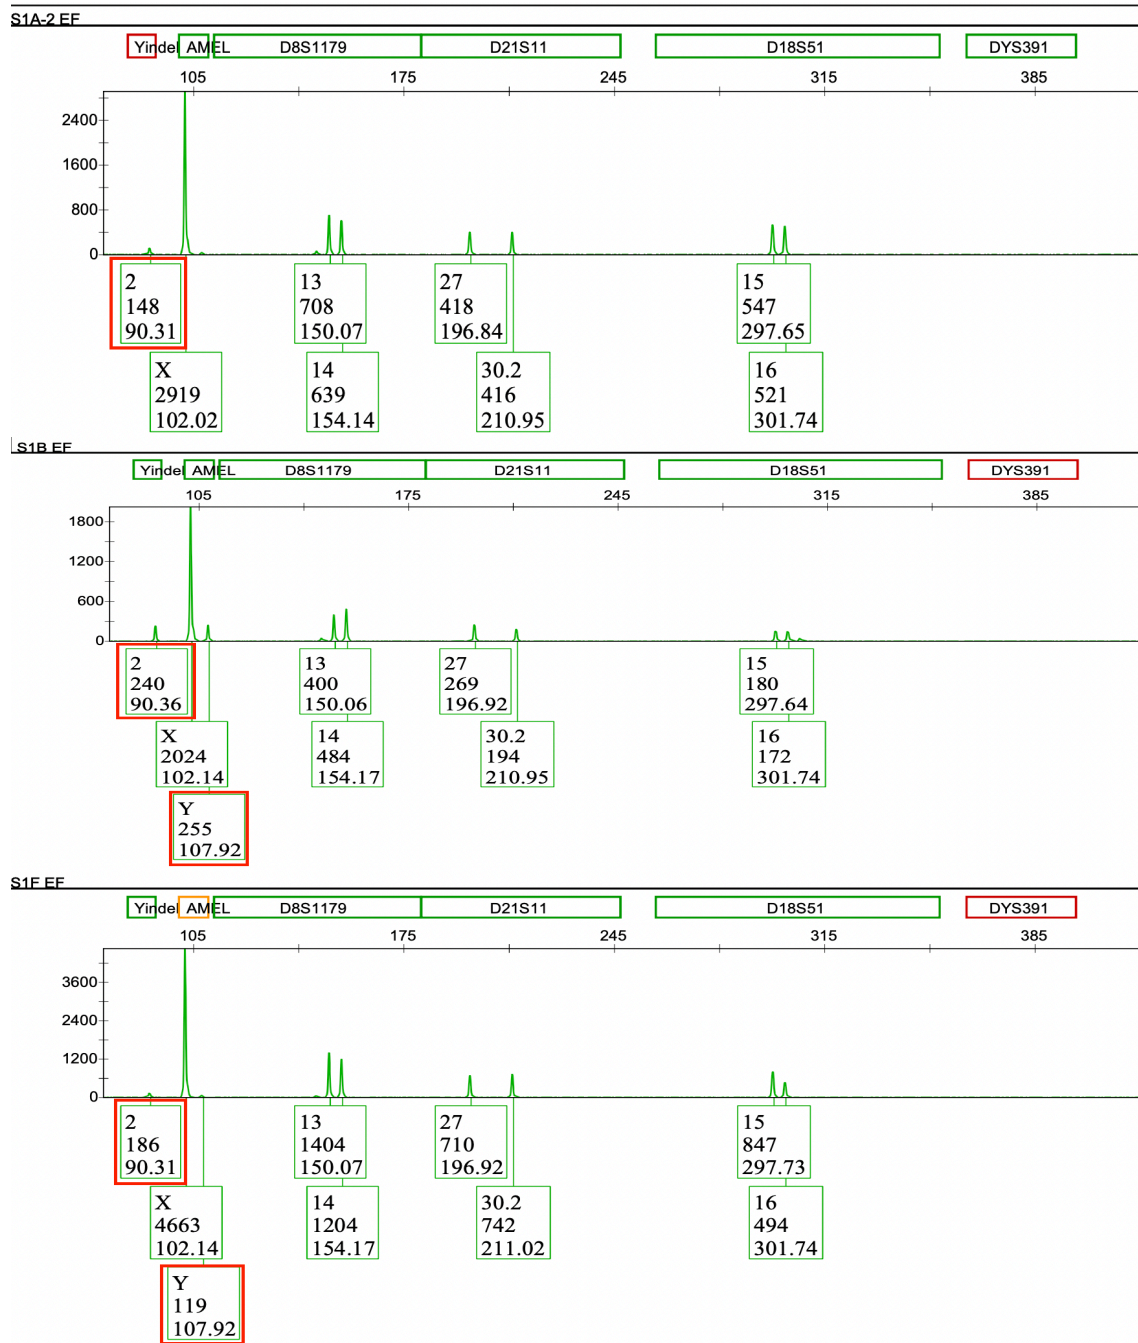 S1A-2 EF
Yindel AMEL D8S1179 D21S11 D18S51 DYS391
105 175 245 315 385
2400
1600
800
0
2 13 27 15
148 708 418 547
90.31 150.07 196.84 297.65
X 14 30.2 16
2919 639 416 521
102.02 154.14 210.95 301.74
S1B EF
Yindel AMEL D8S1179 D21S11 D18S51 DYS391
105 175 245 315 385
1800
1200
600
0
2 13 27 15
240 400 269 180
90.36 150.06 196.92 297.64
X 14 30.2 16
2024 484 194 172
102.14 154.17 210.95 301.74
Y
255
107.92
S1F EF
Yindel AMEL D8S1179 D21S11 D18S51 DYS391
105 175 245 315 385
3600
2400
1200
0
2 13 27 15
186 1404 710 847
90.31 150.07 196.92 297.73
X 14 30.2 16
4663 1204 742 494
102.14 154.17 211.02 301.74
Y
119
107.92